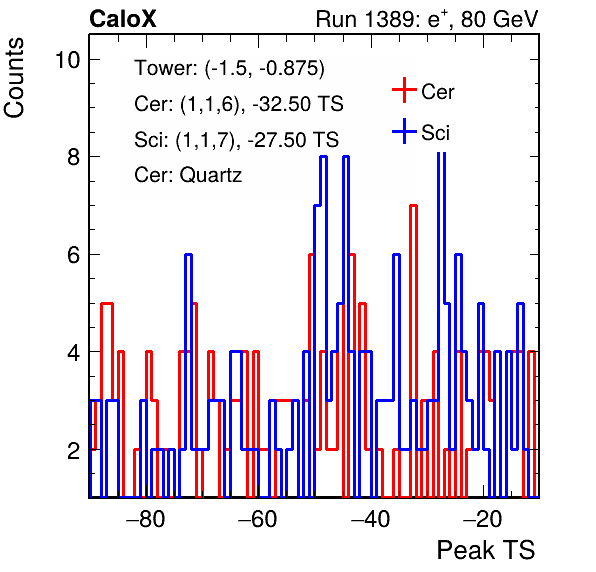 CaloX
Run 1389: e+, 80 GeV
Counts
Tower: (-1.5, -0.875)
Cer: (1,1,6), -32.50 TS
Sci: (1,1,7), -27.50 TS
Cer: Quartz
Cer
Sci
10
8
6
4
2
−80
−60
−40
−20
Peak TS